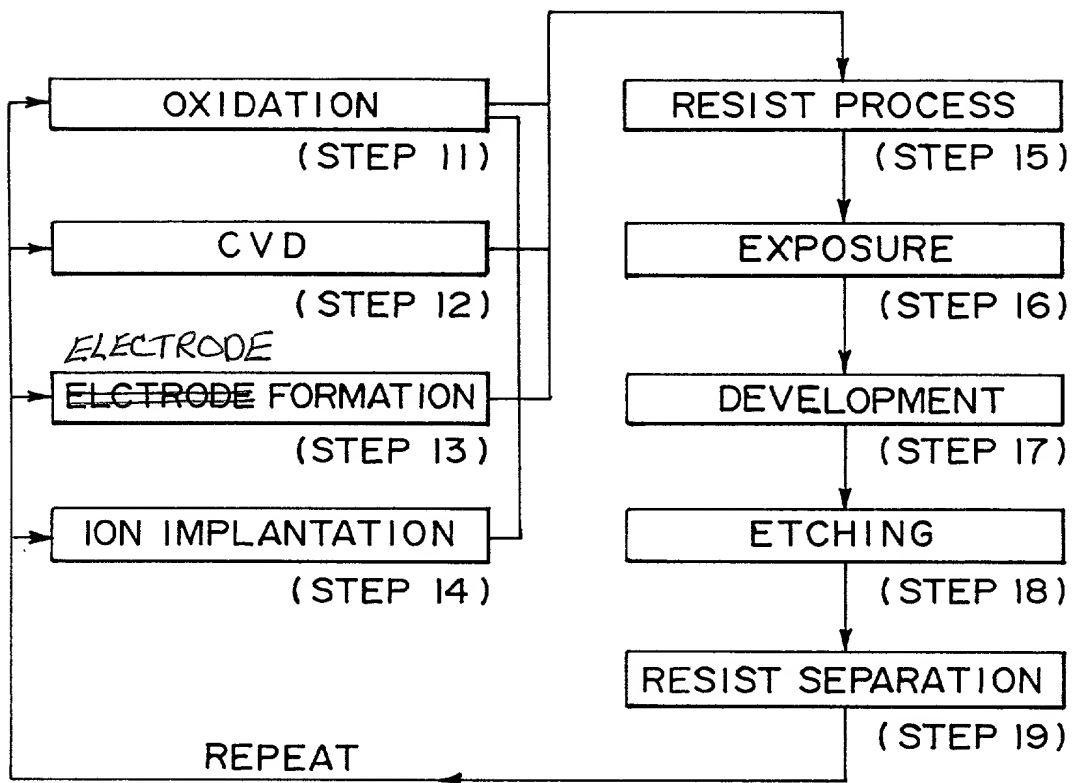 OXIDATION
(STEP 11)
CVD
(STEP 12)
ELECTRODE
ELCTRODE FORMATION
(STEP 13)
ION IMPLANTATION
(STEP 14)
RESIST PROCESS
(STEP 15)
EXPOSURE
(STEP 16)
DEVELOPMENT
(STEP 17)
ETCHING
(STEP 18)
RESIST SEPARATION
(STEP 19)
REPEAT